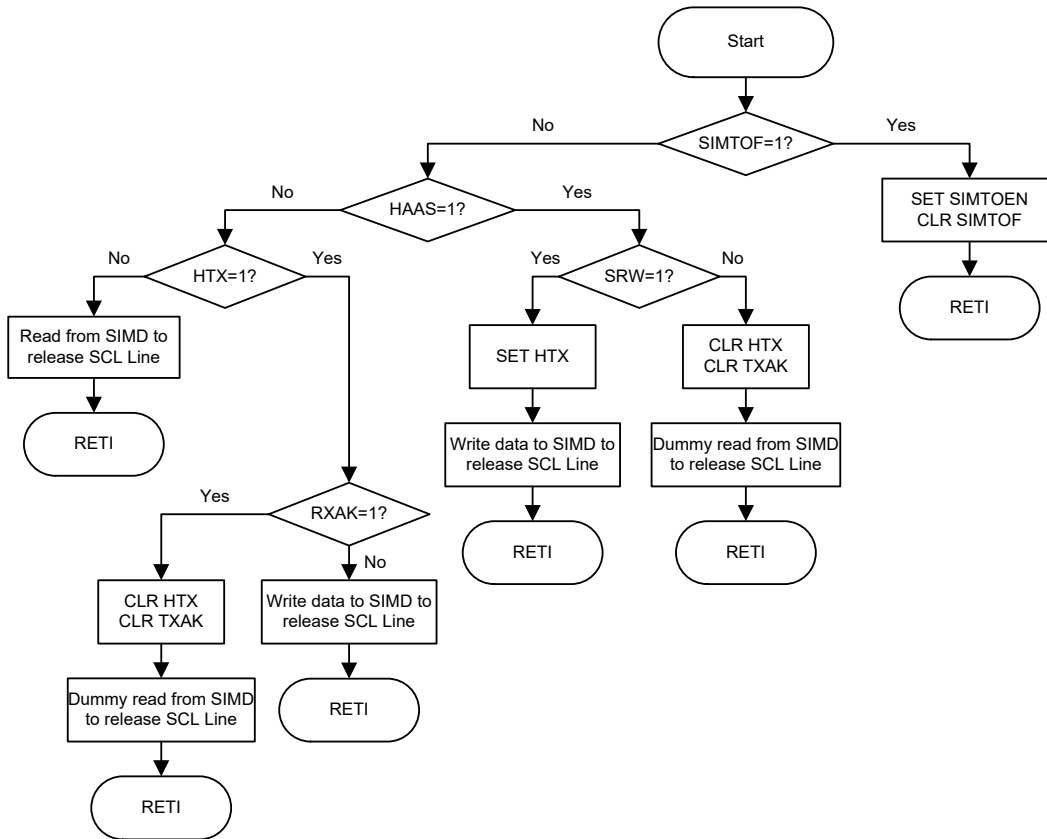 Start
No
SIMTOF=1?
Yes
No
HAAS=1?
Yes
SET SIMTOEN
CLR SIMTOF
No
HTX=1?
Yes
Yes
SRW=1?
No
RETI
Read from SIMD to
release SCL Line
SET HTX
CLR HTX
CLR TXAK
RETI
Write data to SIMD to
release SCL Line
Dummy read from SIMD
to release SCL Line
Yes
RXAK=1?
No
RETI
RETI
CLR HTX
CLR TXAK
Write data to SIMD to
release SCL Line
Dummy read from SIMD
to release SCL Line
RETI
RETI